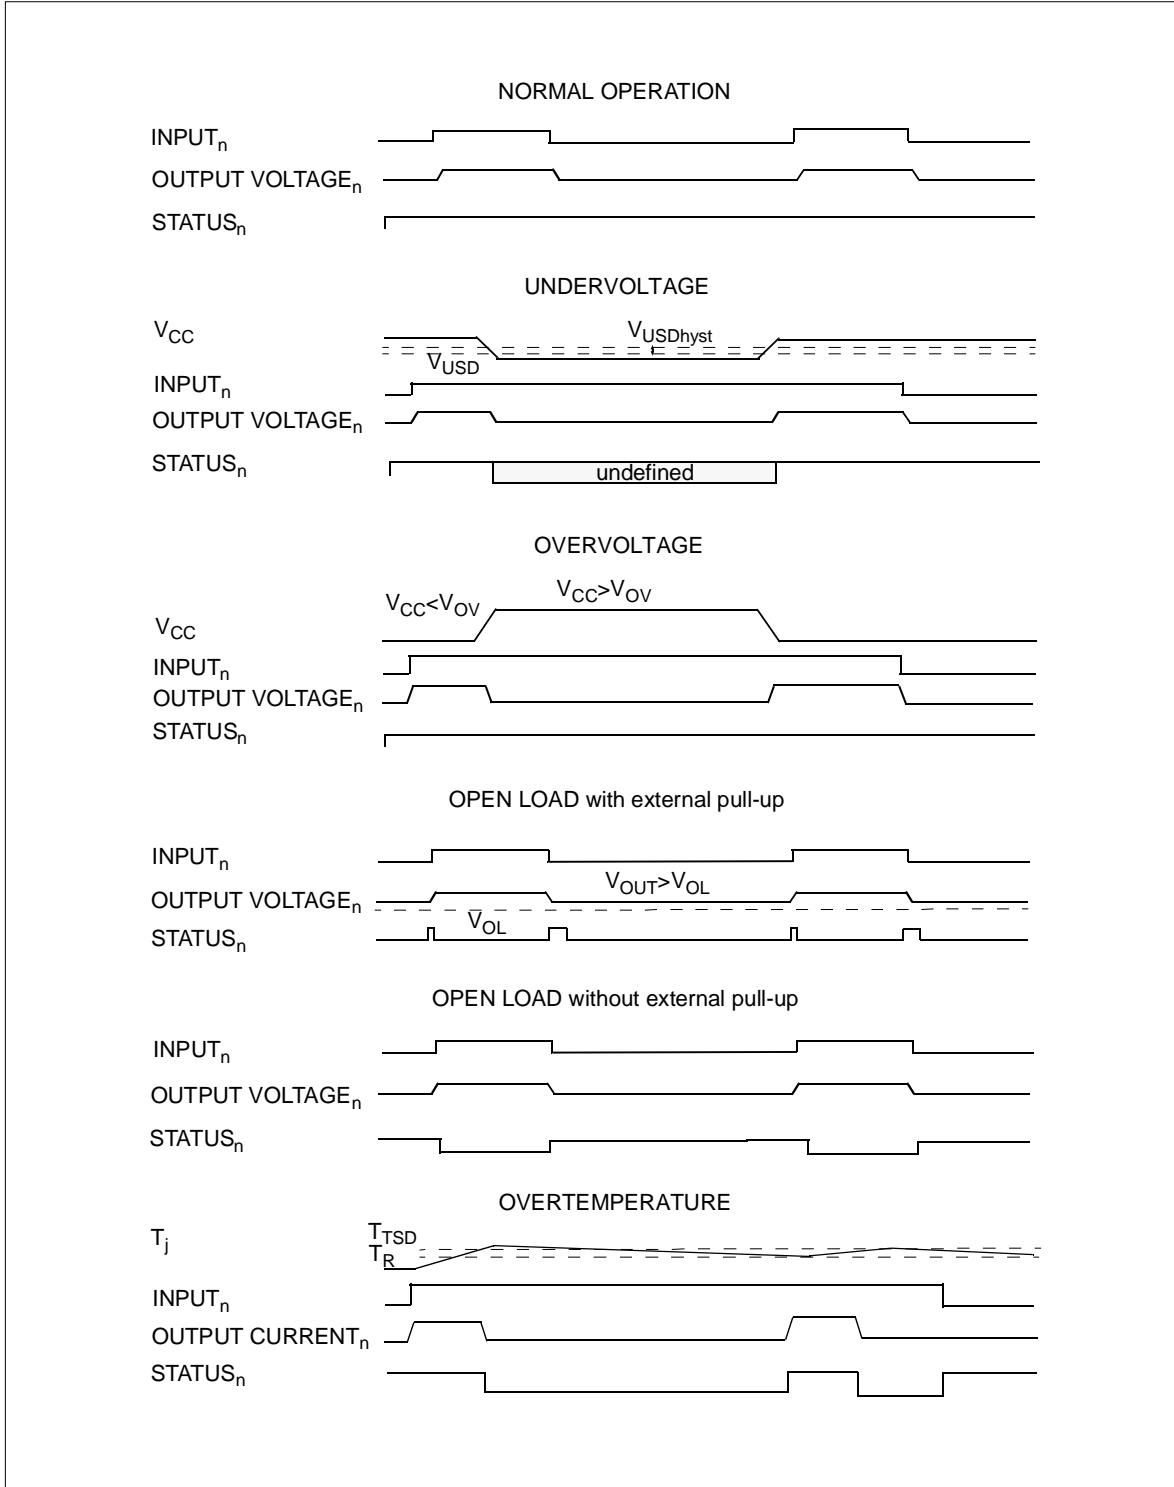 NORMAL OPERATION
INPUTn
OUTPUT VOLTAGEn
STATUSn
UNDERVOLTAGE
VCC
VUSDhyst
VUSD
INPUTn
OUTPUT VOLTAGEn
STATUSn
undefined
OVERVOLTAGE
VCC<VOV
VCC>VOV
VCC
INPUTn
OUTPUT VOLTAGEn
STATUSn
OPEN LOAD with external pull-up
INPUTn
VOUT>VOL
OUTPUT VOLTAGEn
VOL
STATUSn
OPEN LOAD without external pull-up
INPUTn
OUTPUT VOLTAGEn
STATUSn
OVERTEMPERATURE
Tj
TTSD
TR
INPUTn
OUTPUT CURRENTn
STATUSn